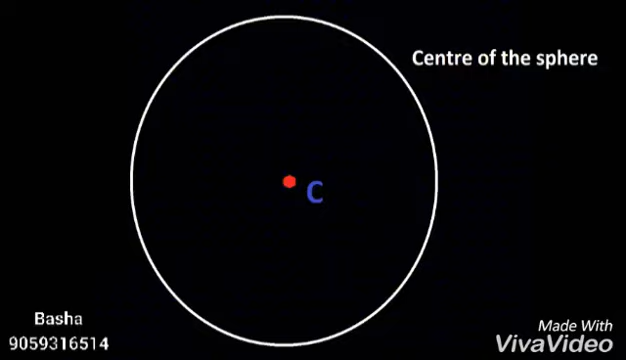 Centre of the sphere
C
Basha
9059316514
Made With
VivaVideo